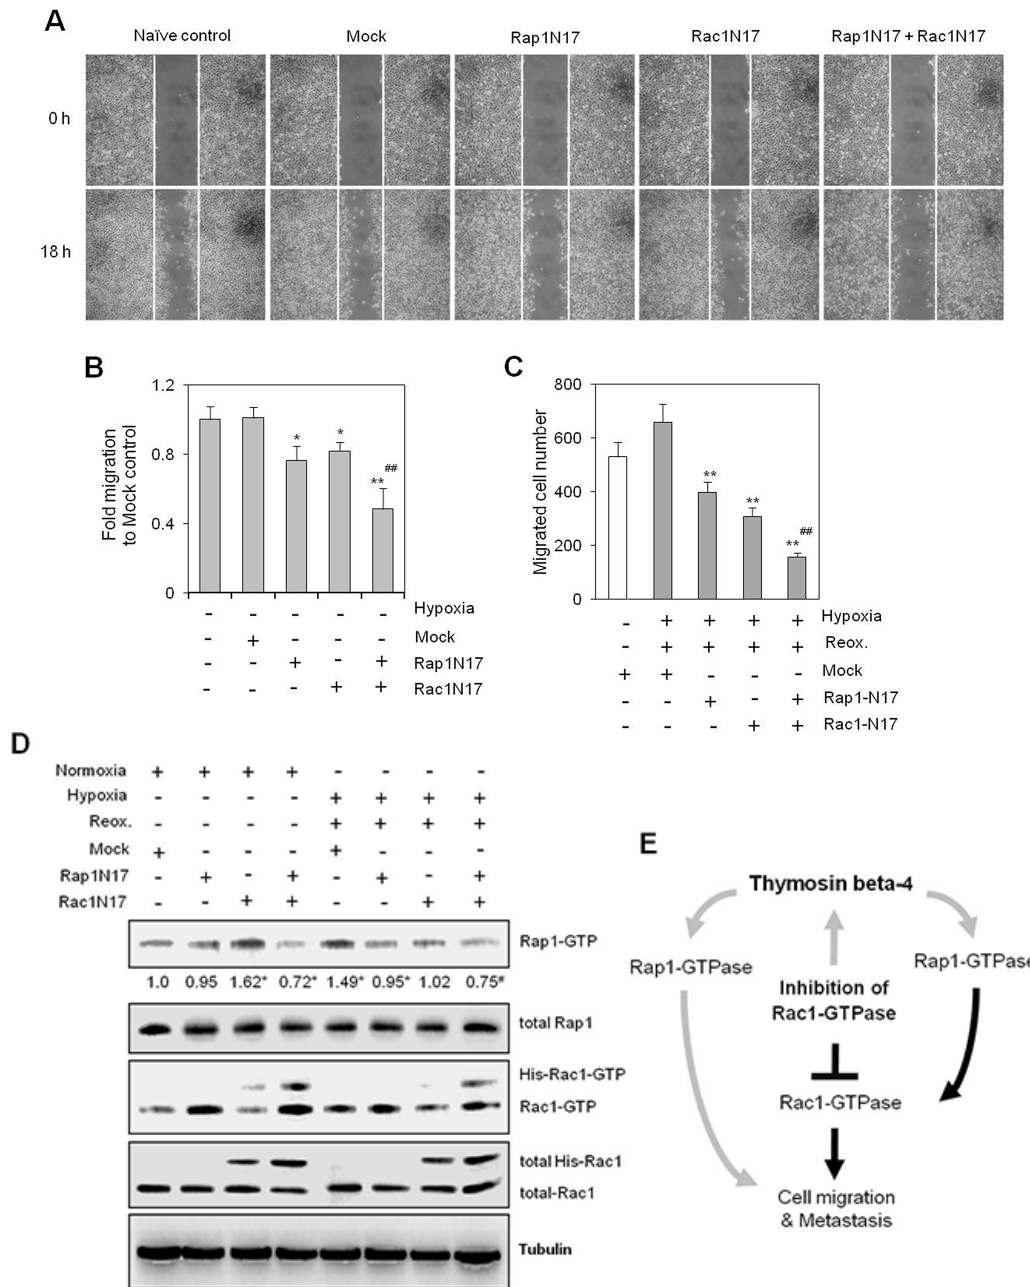 A
Naïve control Mock Rap1N17 Rac1N17 Rap1N17 + Rac1N17
0 h
18 h
B
Fold migration
to Mock control
1.2
0.8
0.4
0
* * ** ##
- - - - - Hypoxia
- + - - - Mock
- - + - + Rap1N17
- - - + + Rac1N17
C
Migrated cell number
800
600
400
200
0
** ** ** ##
- + + + + Hypoxia
- + + + + Reox.
+ + - - - Mock
- - + - + Rap1-N17
- - - + + Rac1-N17
D
Normoxia + + + + - - - -
Hypoxia - - - - + + + +
Reox. - - - - + + + +
Mock + - - - + - - -
Rap1N17 - + - + - + - +
Rac1N17 - - + + - - + +
Rap1-GTP
1.0 0.95 1.62* 0.72* 1.49* 0.95* 1.02 0.75#
total Rap1
His-Rac1-GTP
Rac1-GTP
total His-Rac1
total-Rac1
Tubulin
E
Thymosin beta-4
Rap1-GTPase
Rap1-GTPase
Inhibition of
Rac1-GTPase
Rac1-GTPase
Cell migration
& Metastasis